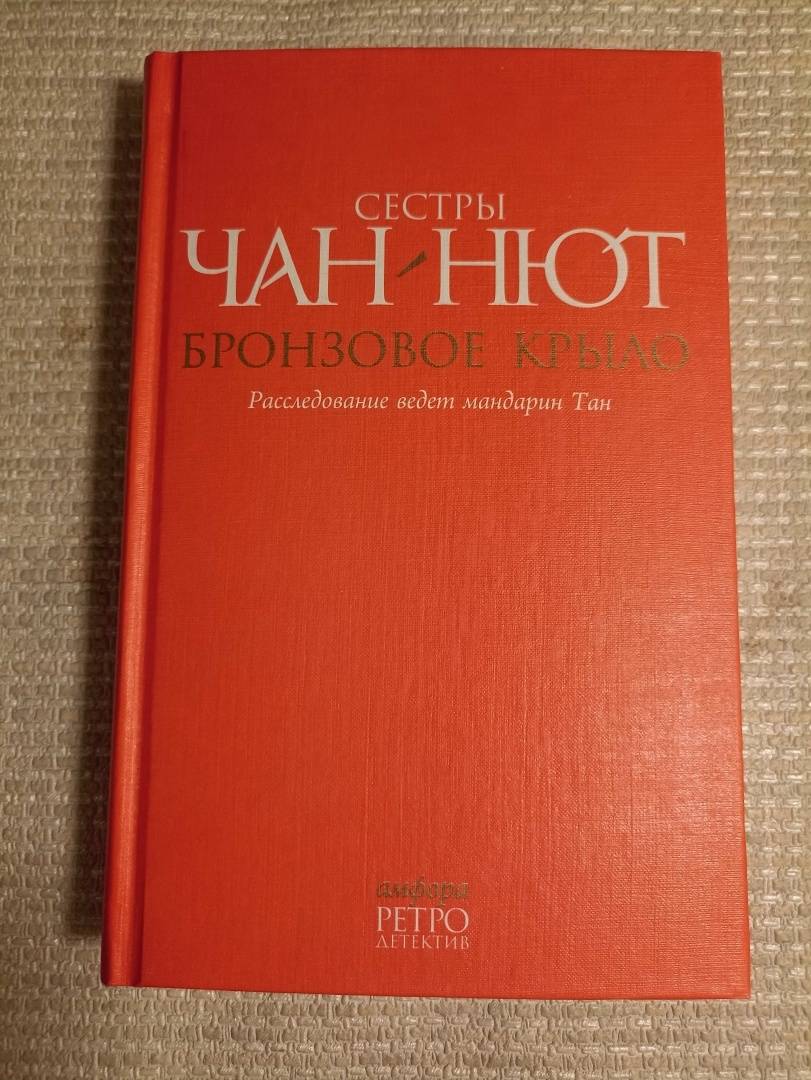 СЕСТРЫ
ЧАН-НЮТ
БРОНЗОВОЕ КРЫЛО
Расследование ведет мандарин Тан
амфора
РЕТРО
ДЕТЕКТИВ